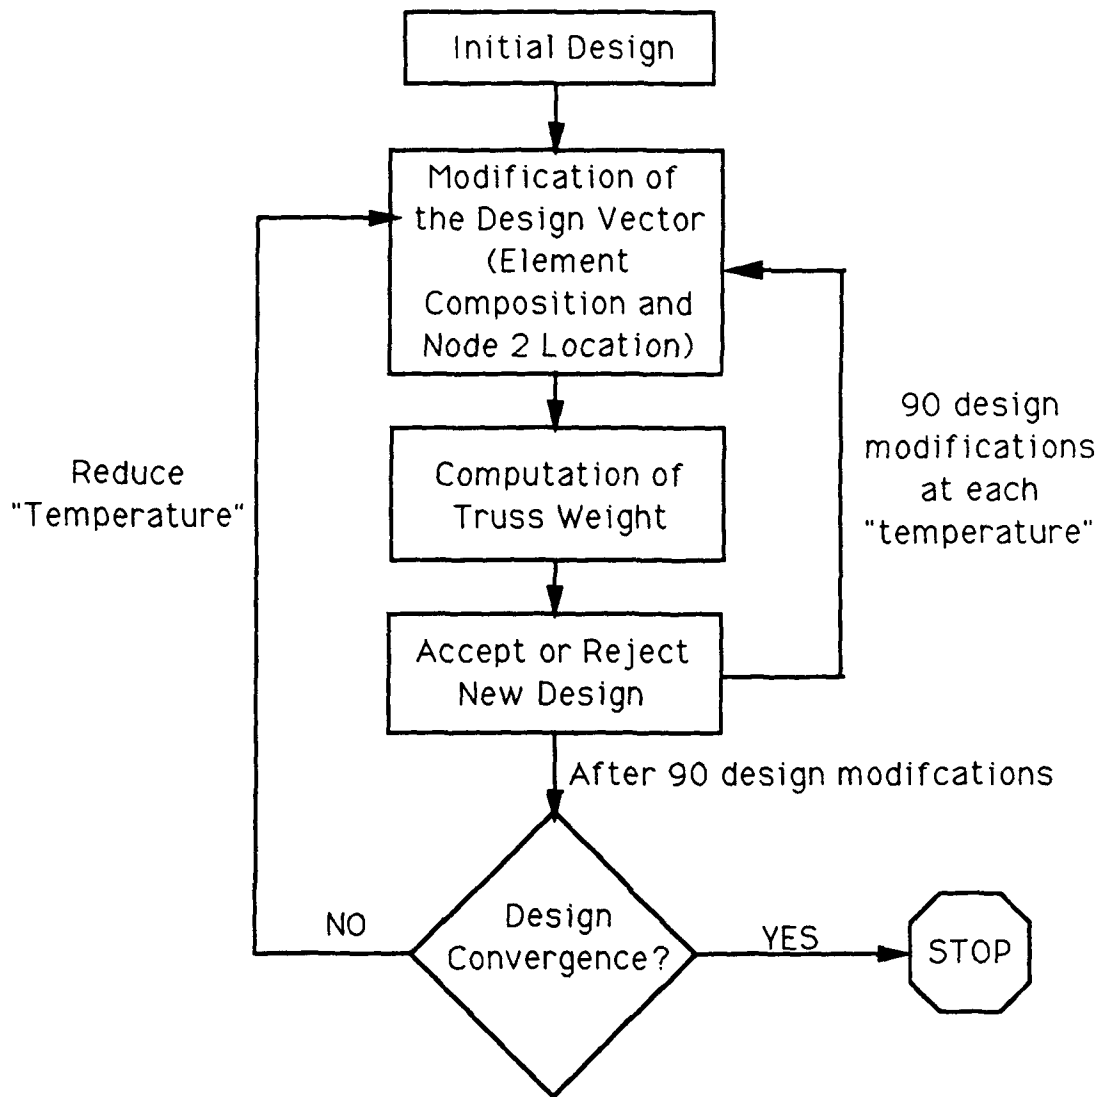 Initial Design
Modification of
the Design Vector
(Element
Composition and
Node 2 Location)
90 design
modifications
at each
"temperature"
Reduce
"Temperature"
Computation of
Truss Weight
Accept or Reject
New Design
After 90 design modifcations
Design
Convergence?
NO
YES
STOP